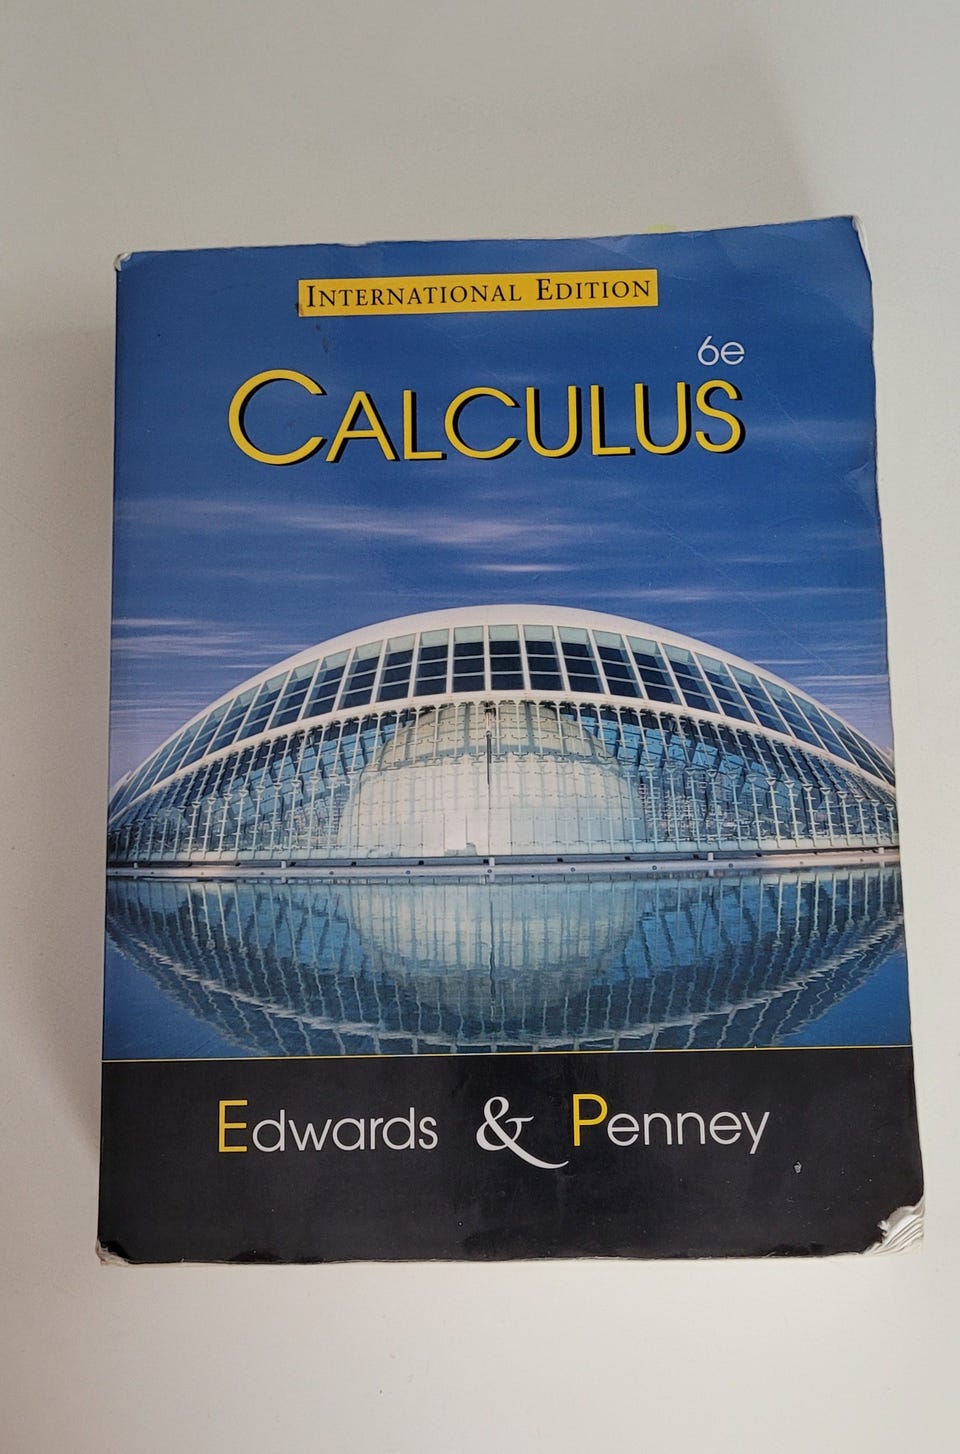 INTERNATIONAL EDITION
6e
CALCULUS
Edwards & Penney